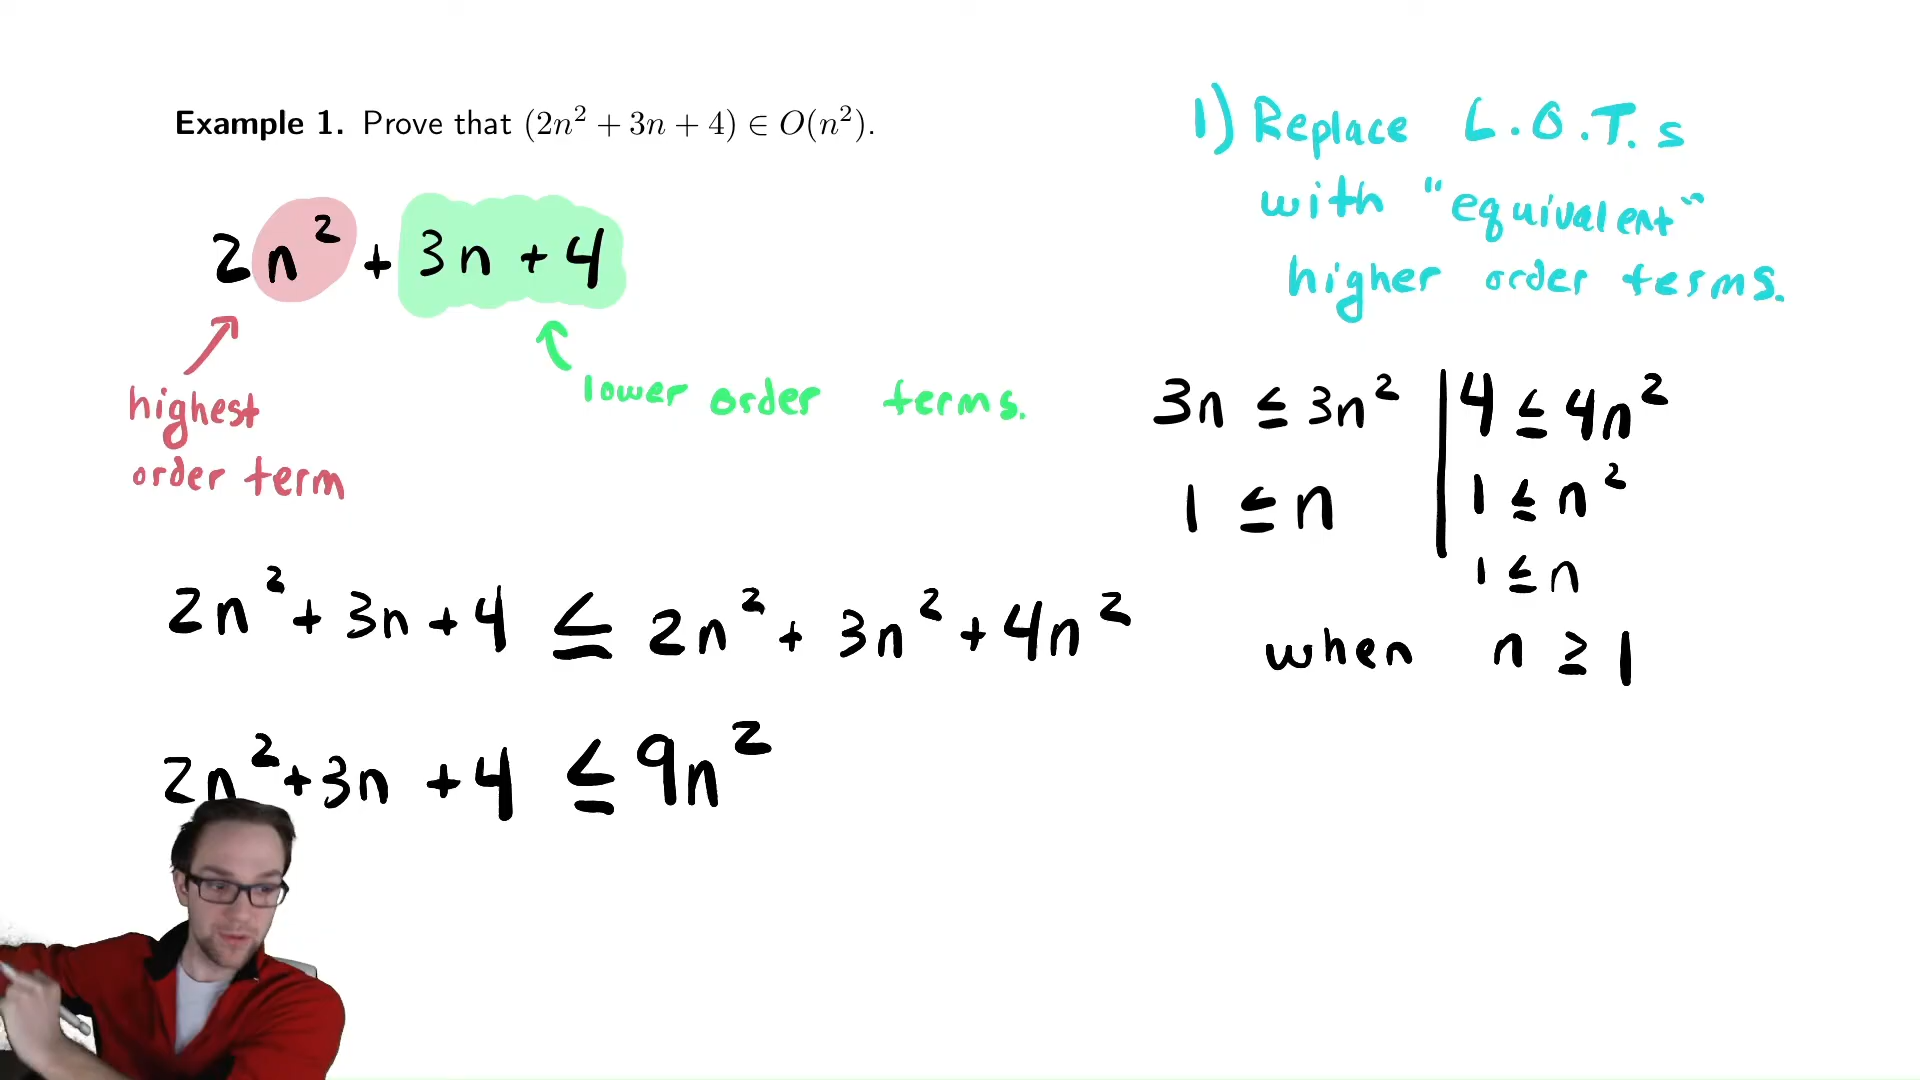 Example 1. Prove that (2n² + 3n + 4) ∈ O(n²).
2n² + 3n + 4
highest
order term
lower order terms.
1) Replace L.O.T.s
with "equivalent"
higher order terms.
3n ≤ 3n² | 4 ≤ 4n²
1 ≤ n | 1 ≤ n²
1 ≤ n
when n ≥ 1
2n² + 3n + 4 ≤ 2n² + 3n² + 4n²
2n² + 3n + 4 ≤ 9n²